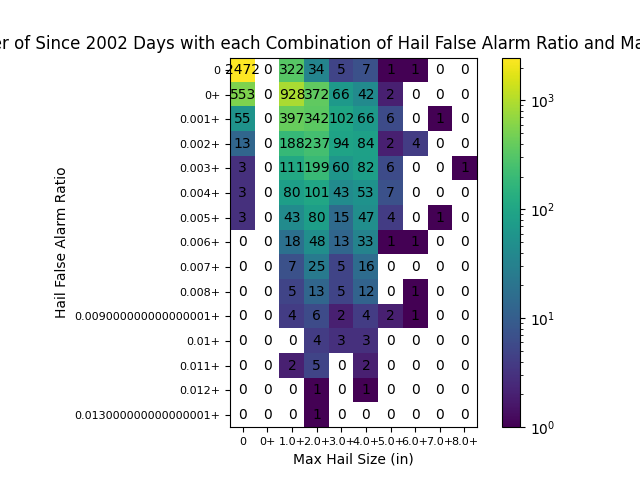 er of Since 2002 Days with each Combination of Hail False Alarm Ratio and Ma
0 2472 0 322 34 5 7 1 1 0 0
0+ 553 0 928 372 66 42 2 0 0 0
0.001+ 55 0 397 342 102 66 6 0 1 0
0.002+ 13 0 188 237 94 84 2 4 0 0
0.003+ 3 0 111 199 60 82 6 0 0 1
0.004+ 3 0 80 101 43 53 7 0 0 0
0.005+ 3 0 43 80 15 47 4 0 1 0
0.006+ 0 0 18 48 13 33 1 1 0 0
0.007+ 0 0 7 25 5 16 0 0 0 0
0.008+ 0 0 5 13 5 12 0 1 0 0
0.009000000000000001+ 0 0 4 6 2 4 2 1 0 0
0.01+ 0 0 0 4 3 3 0 0 0 0
0.011+ 0 0 2 5 0 2 0 0 0 0
0.012+ 0 0 0 1 0 1 0 0 0 0
0.013000000000000001+ 0 0 0 1 0 0 0 0 0 0
0 0+ 1.0+ 2.0+ 3.0+ 4.0+ 5.0+ 6.0+ 7.0+ 8.0+
Max Hail Size (in)
Hail False Alarm Ratio
10³
10²
10¹
10⁰